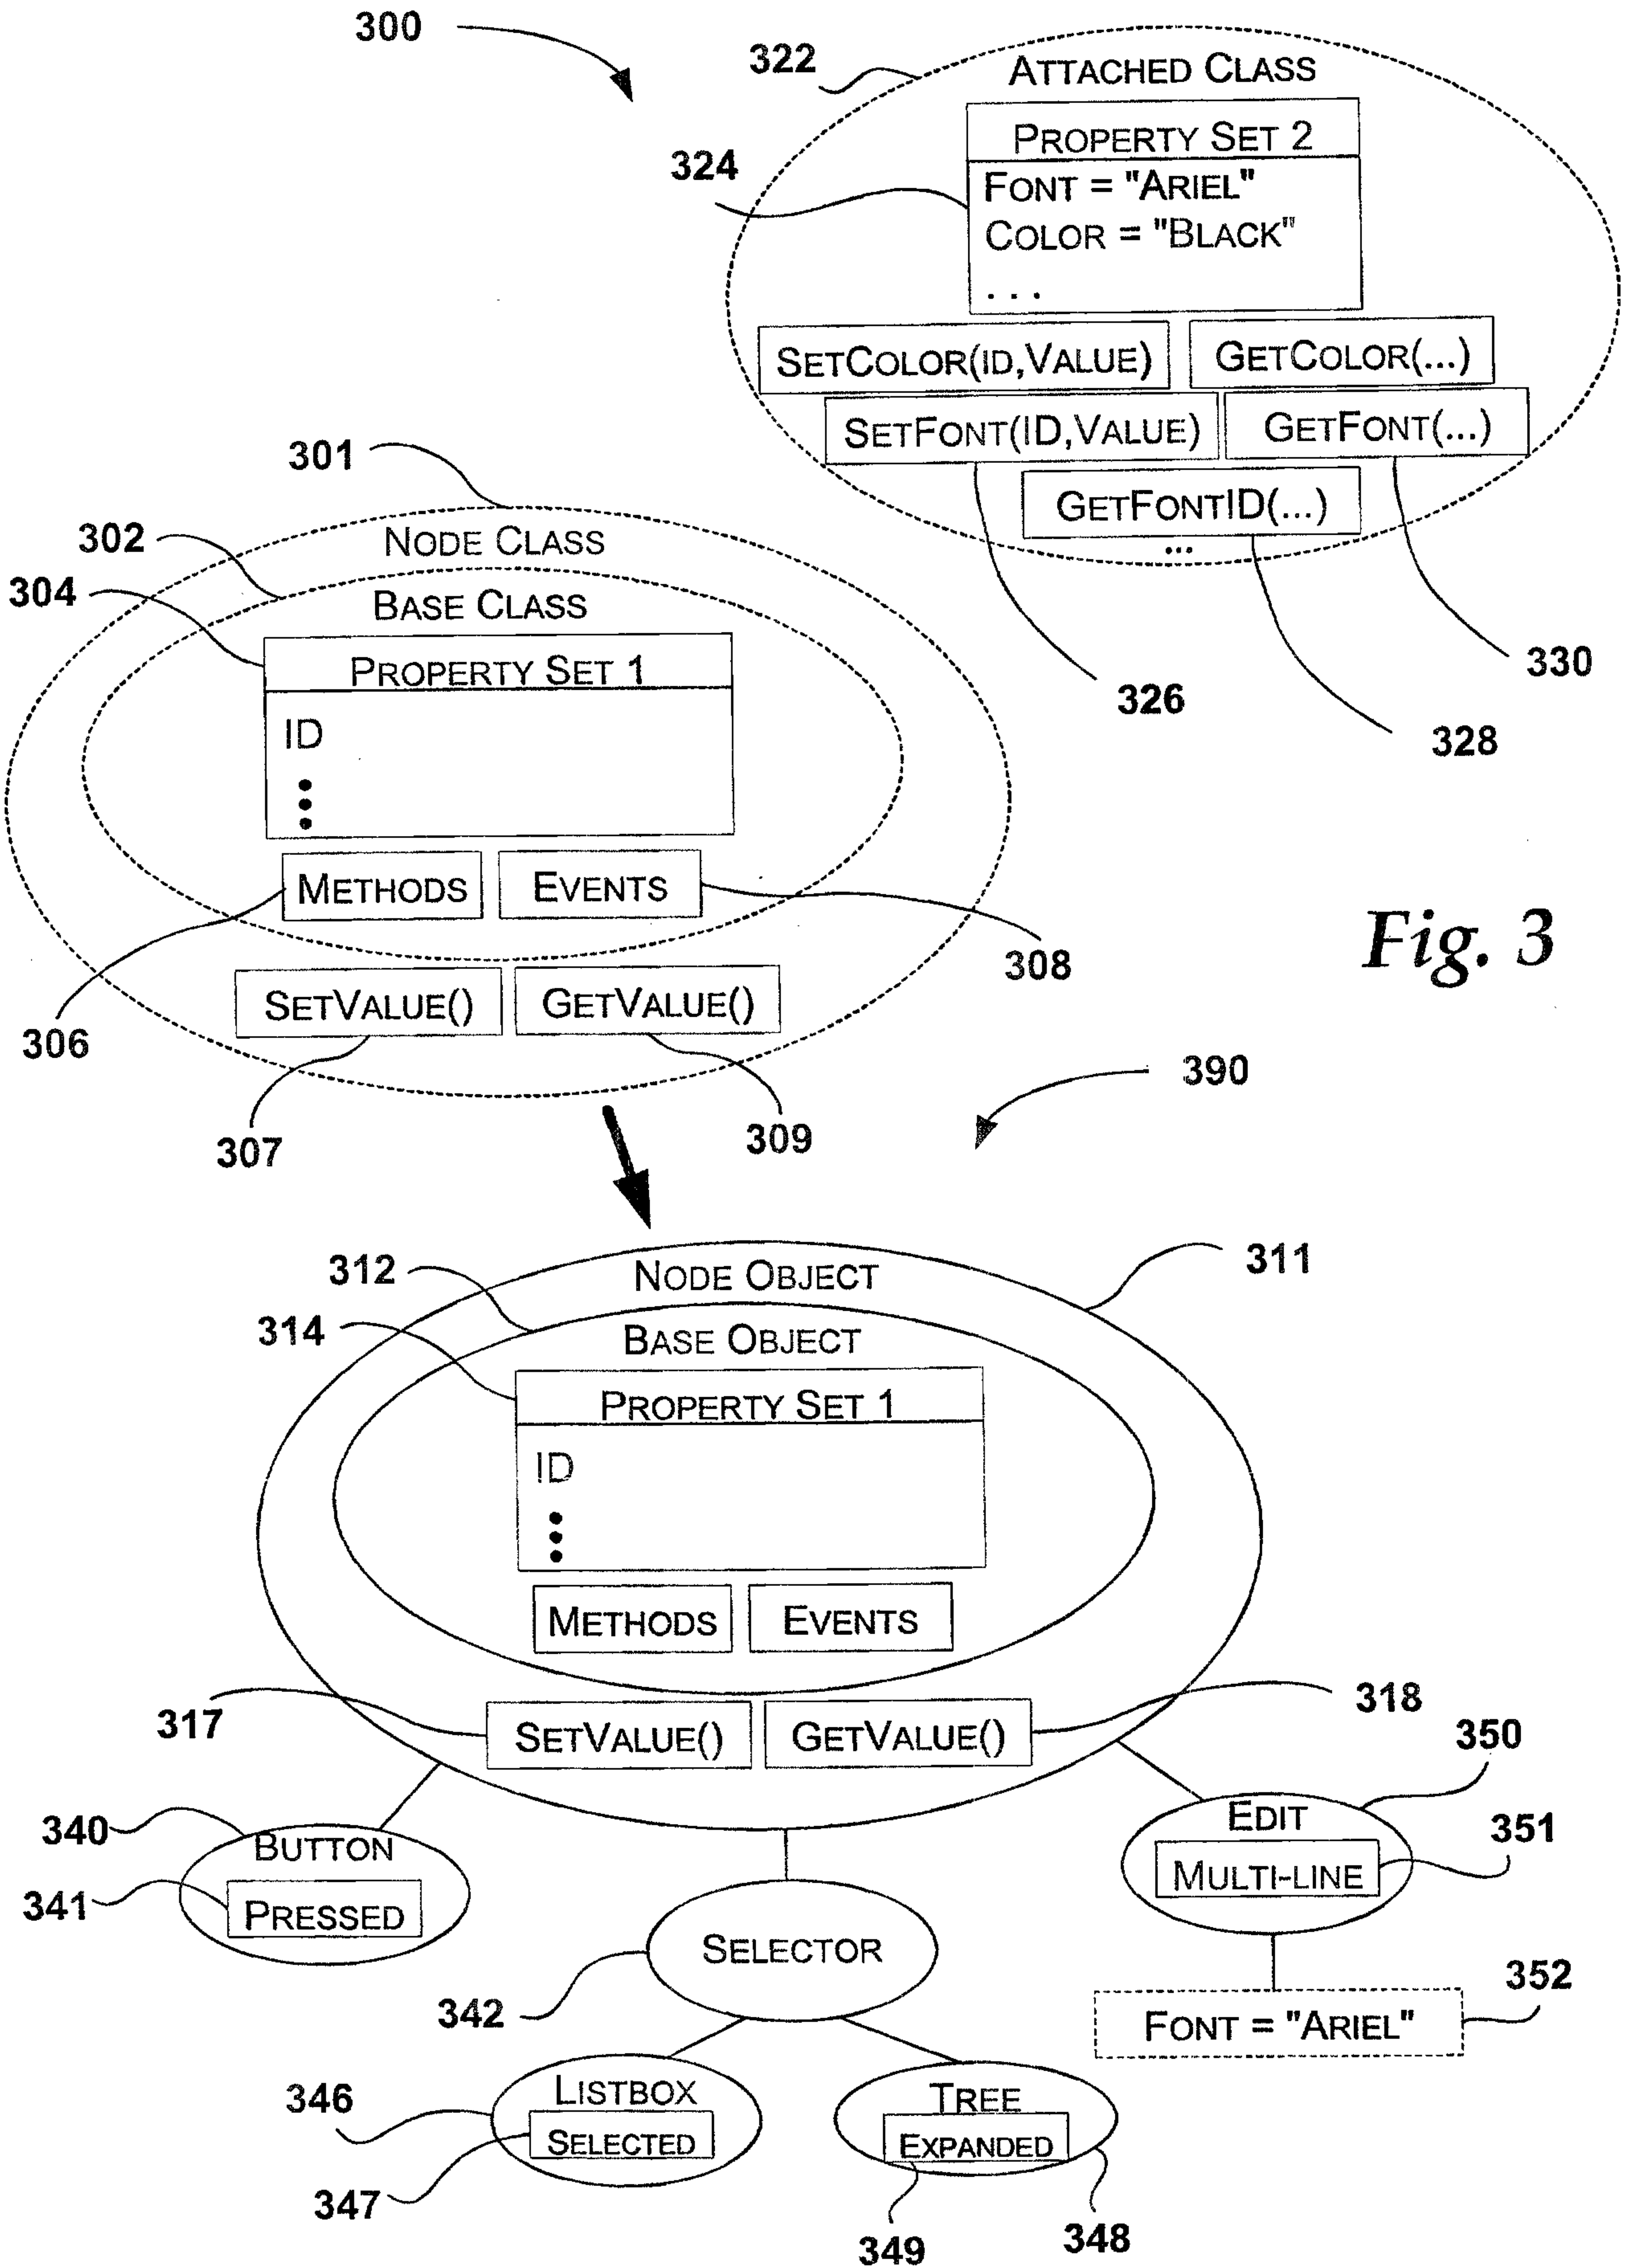 300
322
ATTACHED CLASS
PROPERTY SET 2
324
FONT = "ARIEL"
COLOR = "BLACK"
. . .
SETCOLOR(ID,VALUE)
GETCOLOR(...)
SETFONT(ID,VALUE)
GETFONT(...)
GETFONTID(...)
...
330
326
328
301
NODE CLASS
302
BASE CLASS
304
PROPERTY SET 1
ID
METHODS
EVENTS
308
SETVALUE()
GETVALUE()
306
307
309
Fig. 3
390
311
NODE OBJECT
312
BASE OBJECT
314
PROPERTY SET 1
ID
METHODS
EVENTS
317
SETVALUE()
GETVALUE()
318
350
340
BUTTON
341
PRESSED
EDIT
351
MULTI-LINE
SELECTOR
342
352
FONT = "ARIEL"
346
LISTBOX
SELECTED
347
TREE
EXPANDED
349
348